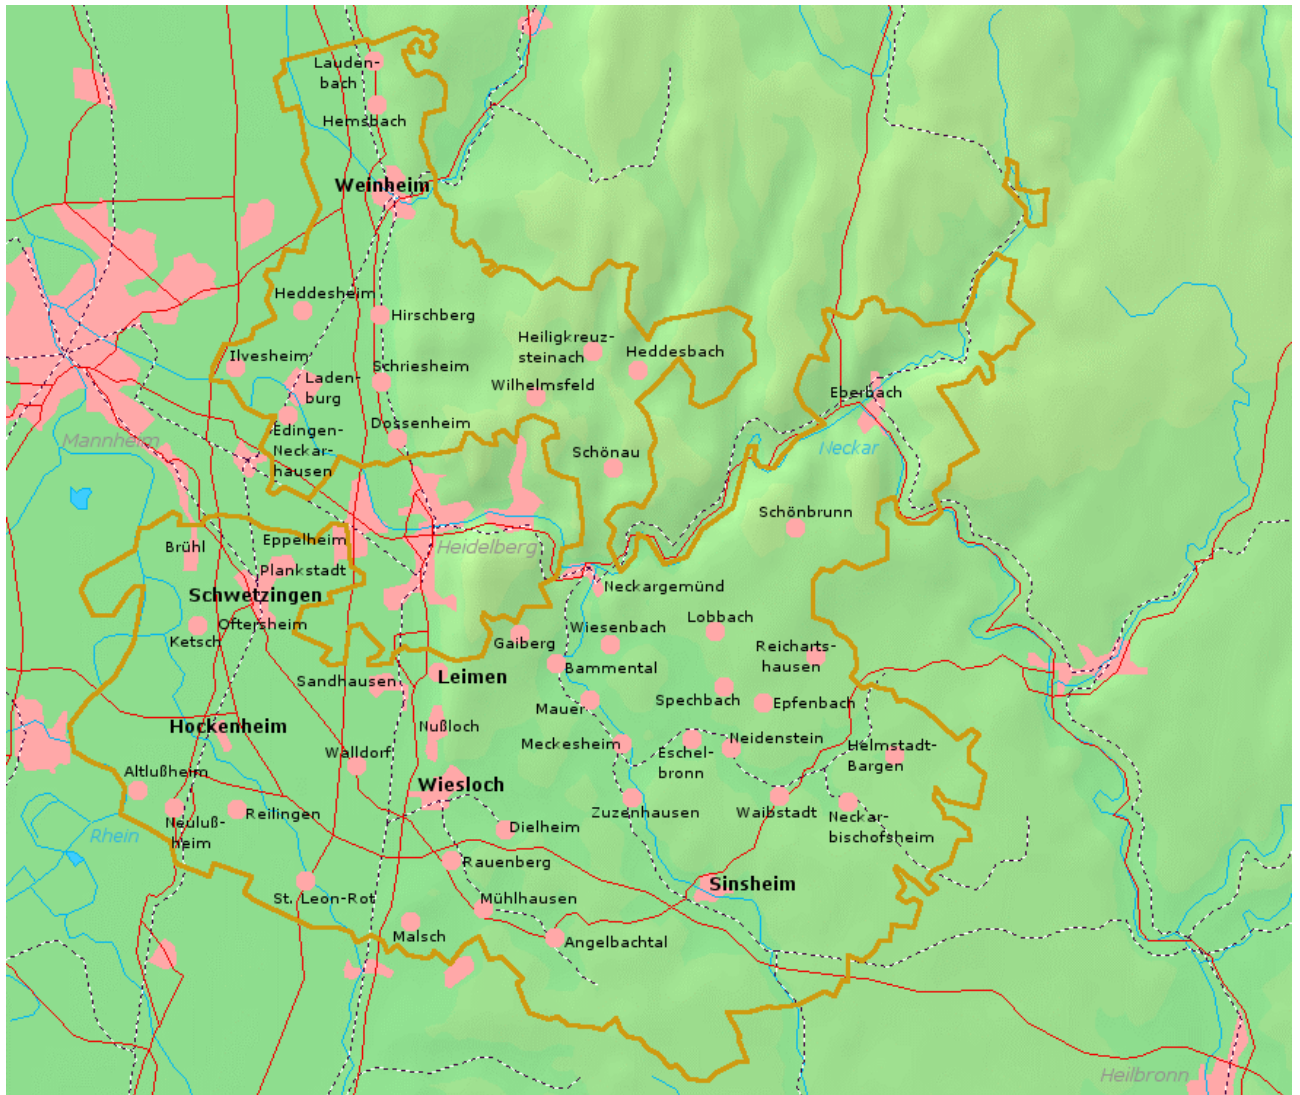 Lauden-
bach
Hemsbach
Weinheim
Heddesheim
Hirschberg
Heiligkreuz-
steinach
Heddesbach
Ilvesheim
Schriesheim
Laden-
burg
Wilhelmsfeld
Eberbach
Mannheim
Edingen-
Neckar-
hausen
Dossenheim
Schönau
Neckar
Schönbrunn
Brühl
Eppelheim
Heidelberg
Plankstadt
Schwetzingen
Neckargemünd
Oftersheim
Ketsch
Gaiberg
Wiesenbach
Lobbach
Reicharts-
hausen
Bammental
Sandhausen
Leimen
Mauer
Spechbach
Epfenbach
Hockenheim
Nußloch
Meckesheim
Eschel-
bronn
Neidenstein
Helmstadt-
Bargen
Walldorf
Altlußheim
Wiesloch
Neuluß-
heim
Reilingen
Zuzenhausen
Waibstadt
Neckar-
bischofsheim
Rhein
Dielheim
Rauenberg
Sinsheim
St. Leon-Rot
Mühlhausen
Malsch
Angelbachtal
Heilbronn